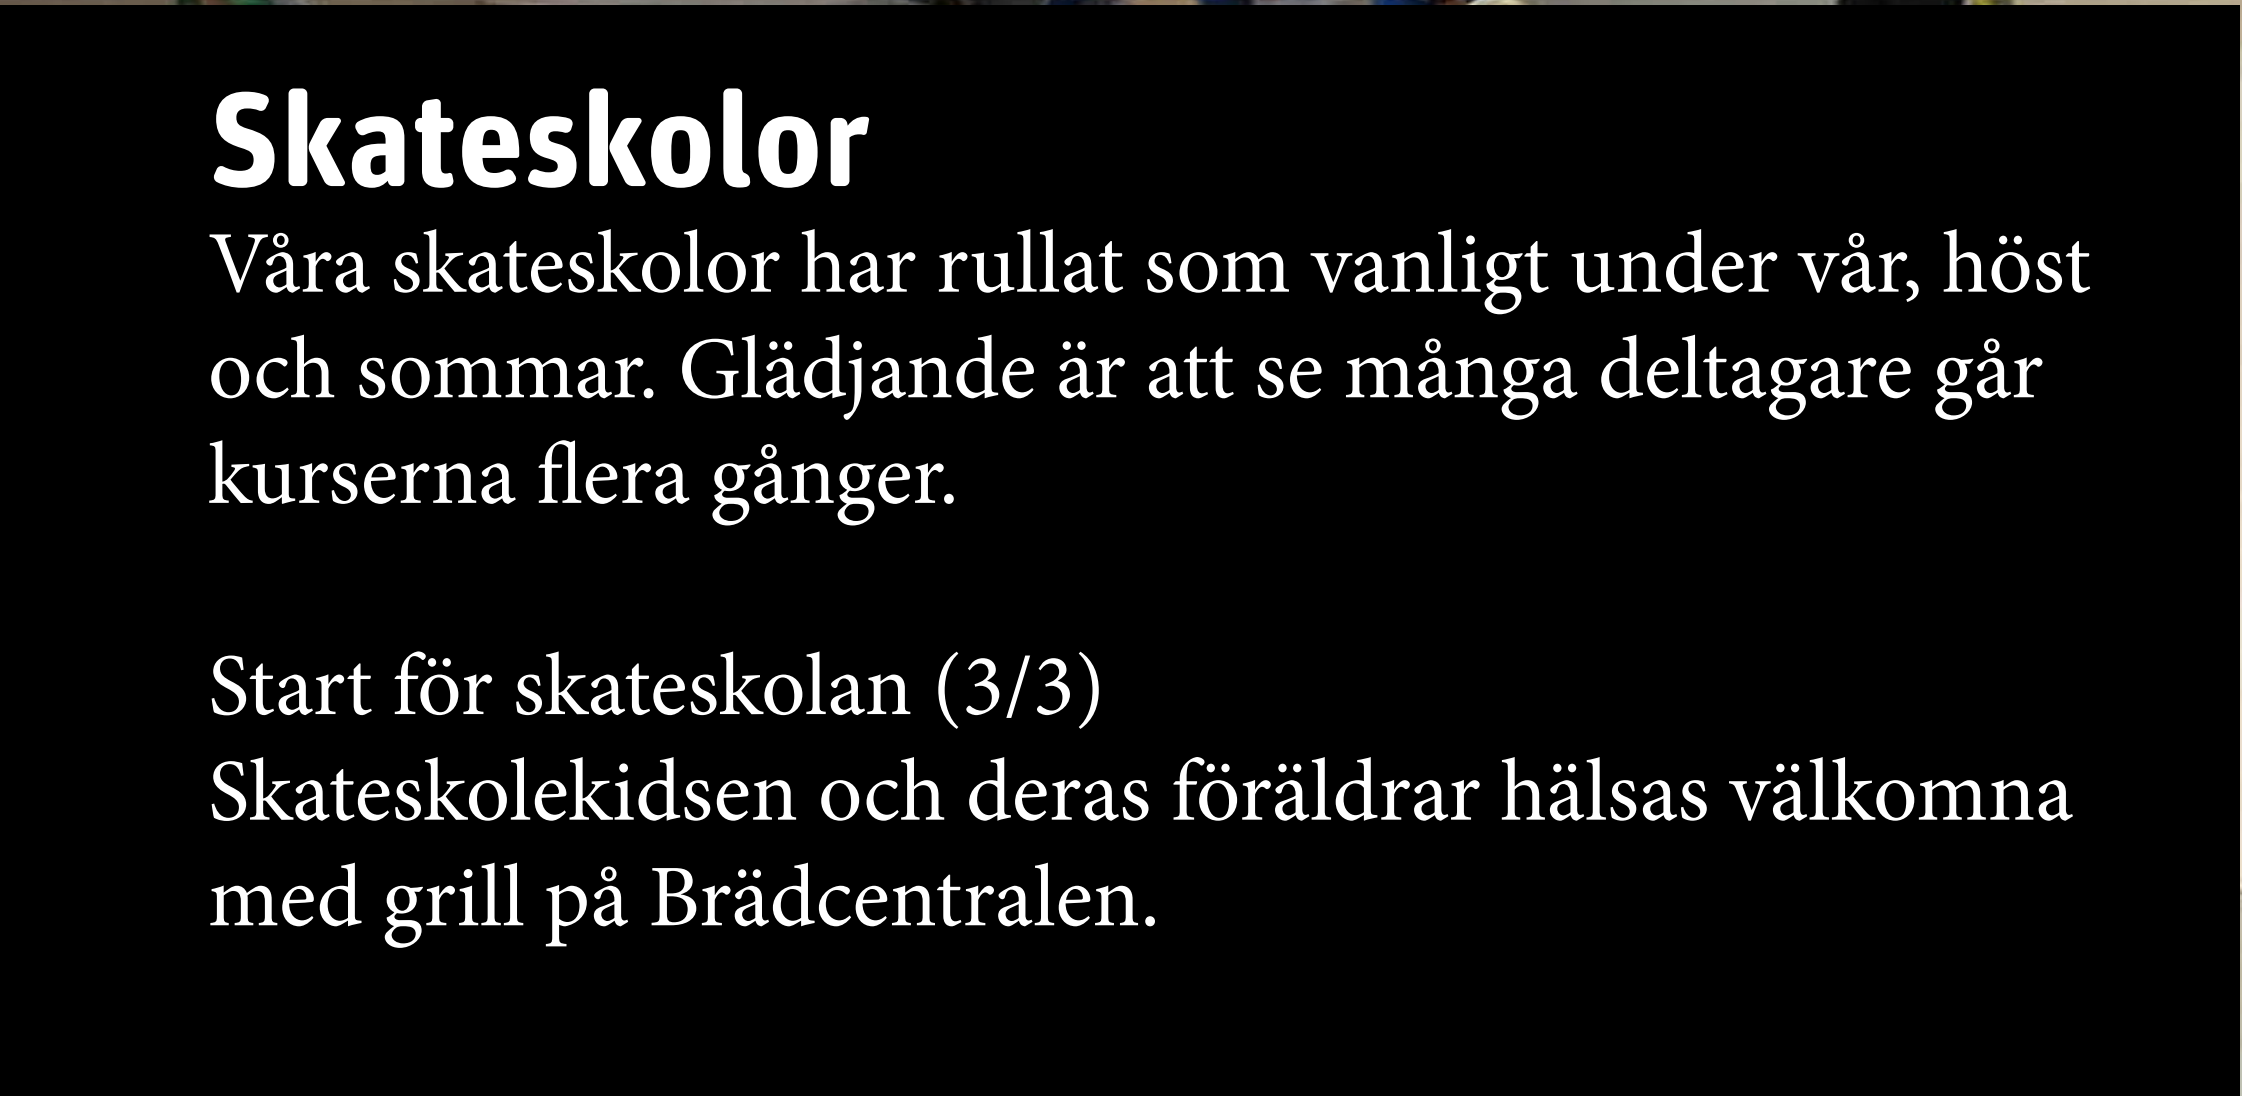 Skateskolor
Våra skateskolor har rullat som vanligt under vår, höst
och sommar. Glädjande är att se många deltagare går
kurserna flera gånger.
Start för skateskolan (3/3)
Skateskolekidsen och deras föräldrar hälsas välkomna
med grill på Brädcentralen.